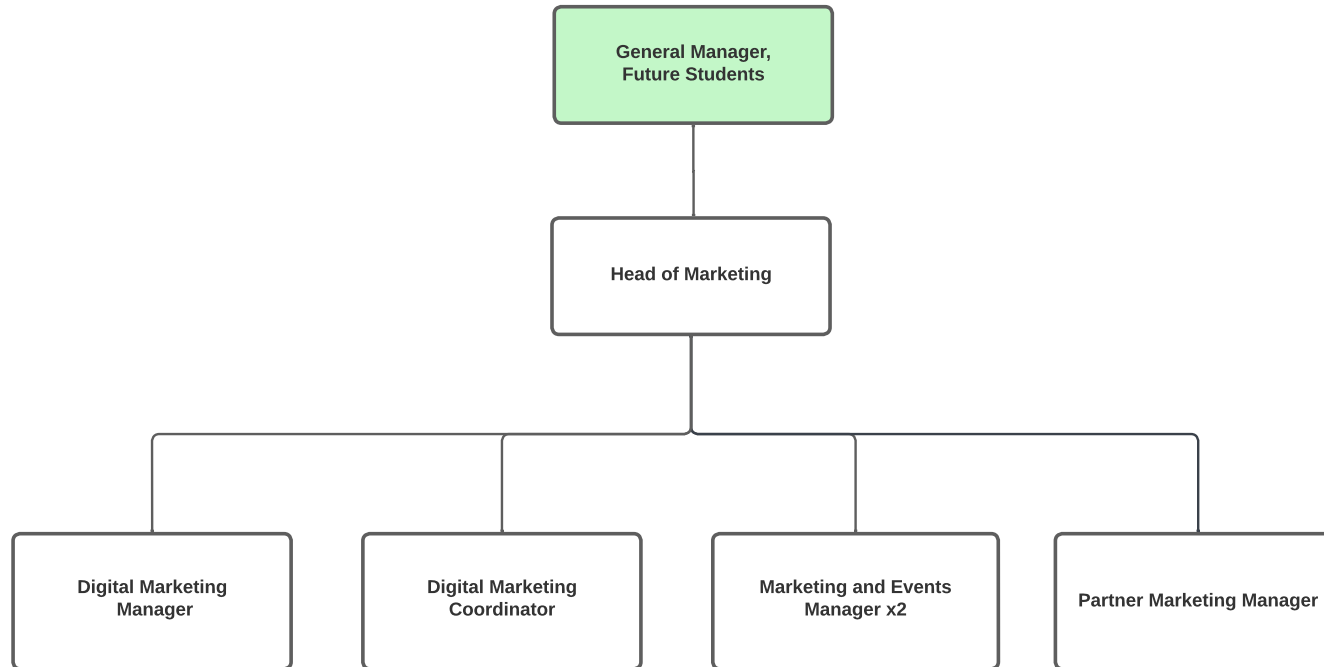 General Manager,
Future Students
Head of Marketing
Digital Marketing
Manager
Digital Marketing
Coordinator
Marketing and Events
Manager x2
Partner Marketing Manager